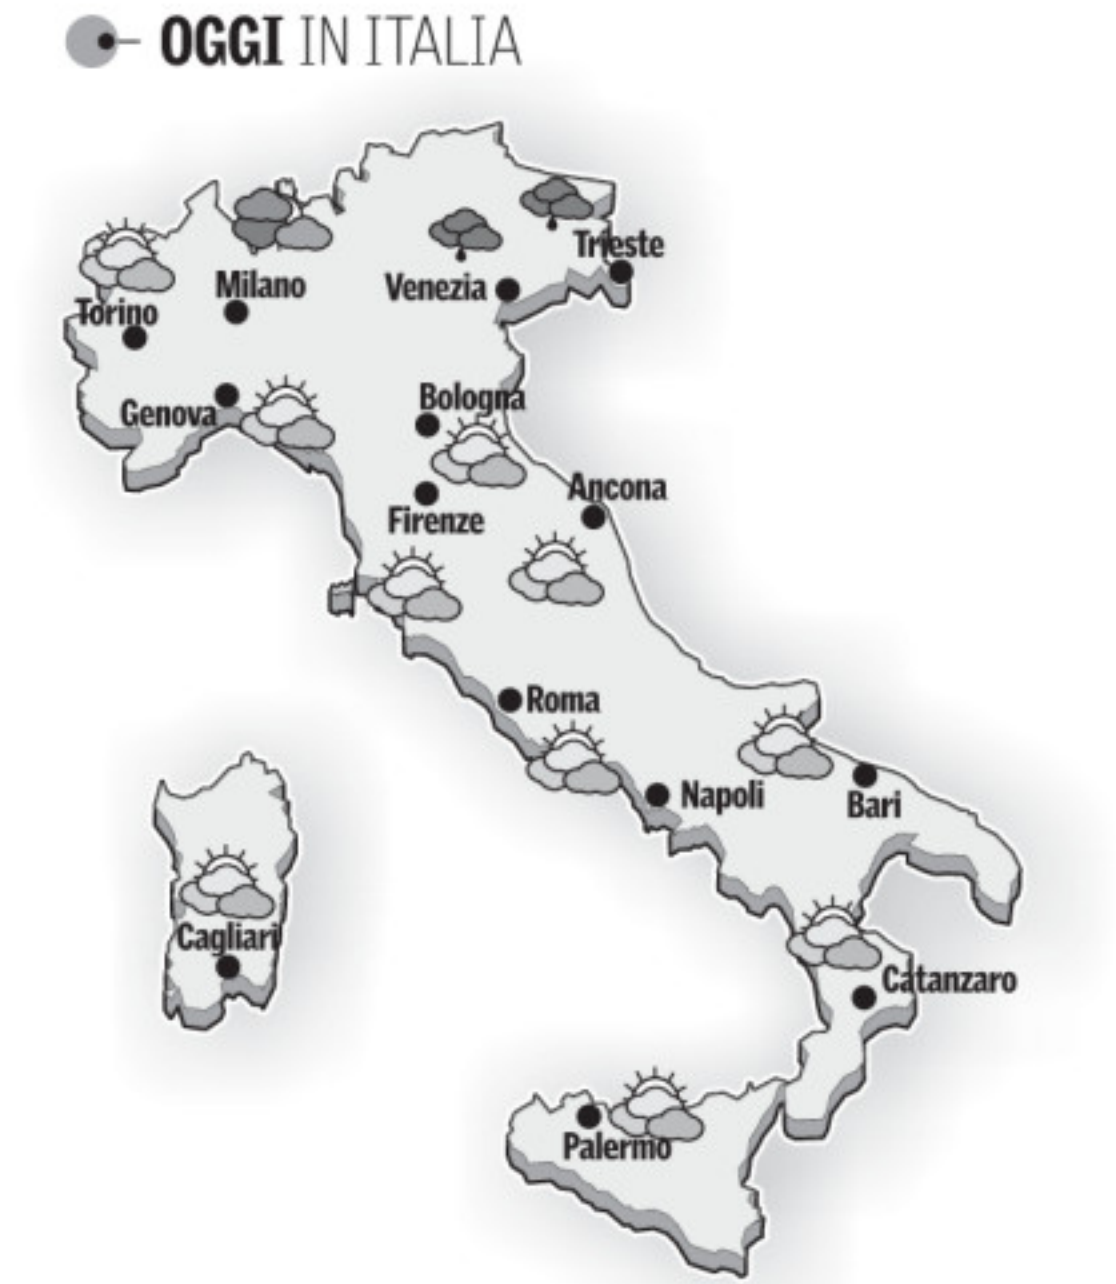 OGGI IN ITALIA
Trieste
Milano
Venezia
Torino
Bologna
Genova
Ancona
Firenze
Roma
Napoli
Bari
Cagliari
Catanzaro
Palermo